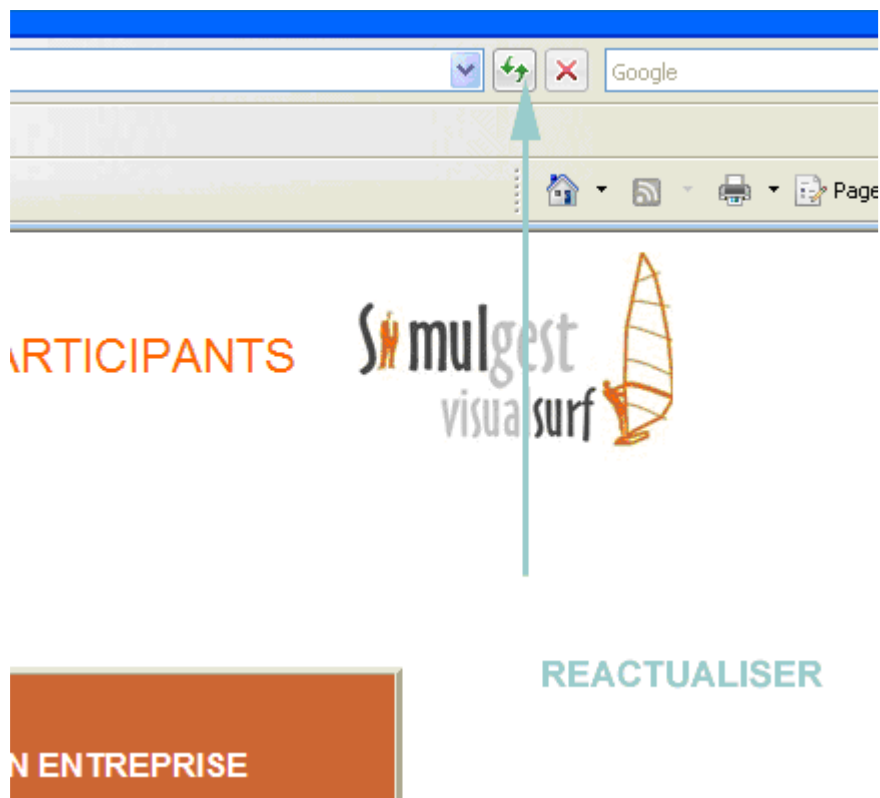 Google
Page
ARTICIPANTS
Simulgest
visualsurf
REACTUALISER
N ENTREPRISE